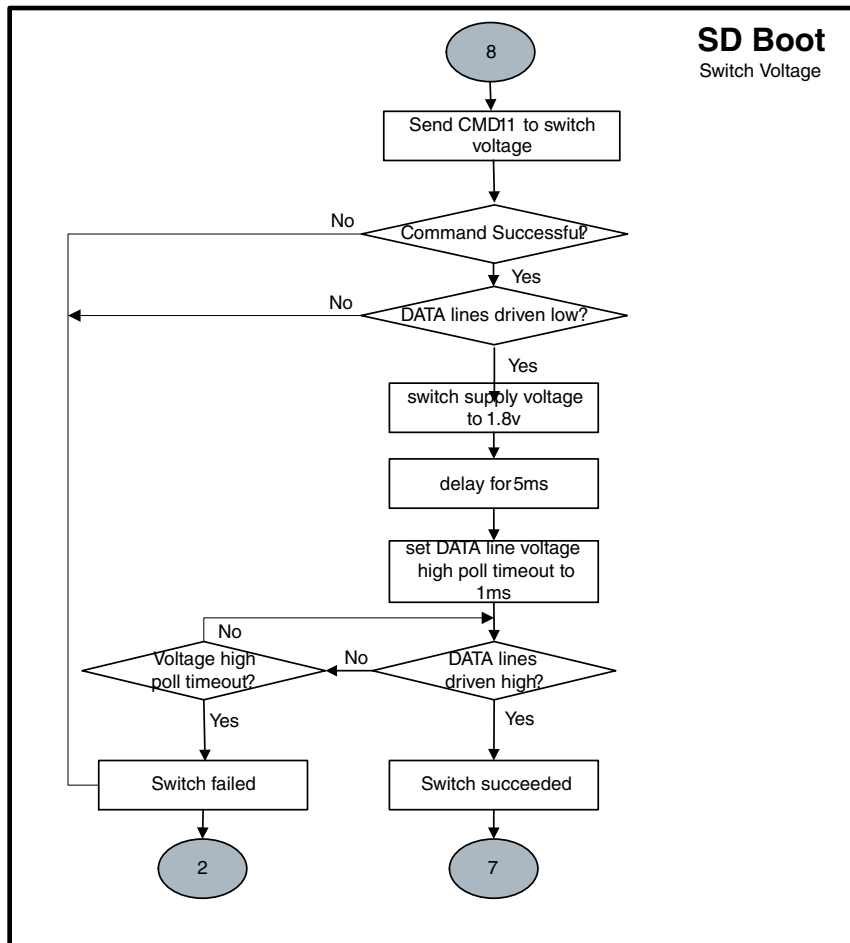 SD Boot
Switch Voltage
8
Send CMD11 to switch
voltage
No
Command Successful?
Yes
No
DATA lines driven low?
Yes
switch supply voltage
to 1.8v
delay for 5ms
set DATA line voltage
high poll timeout to
1ms
No
Voltage high
poll timeout?
No
DATA lines
driven high?
Yes
Yes
Switch failed
Switch succeeded
2
7